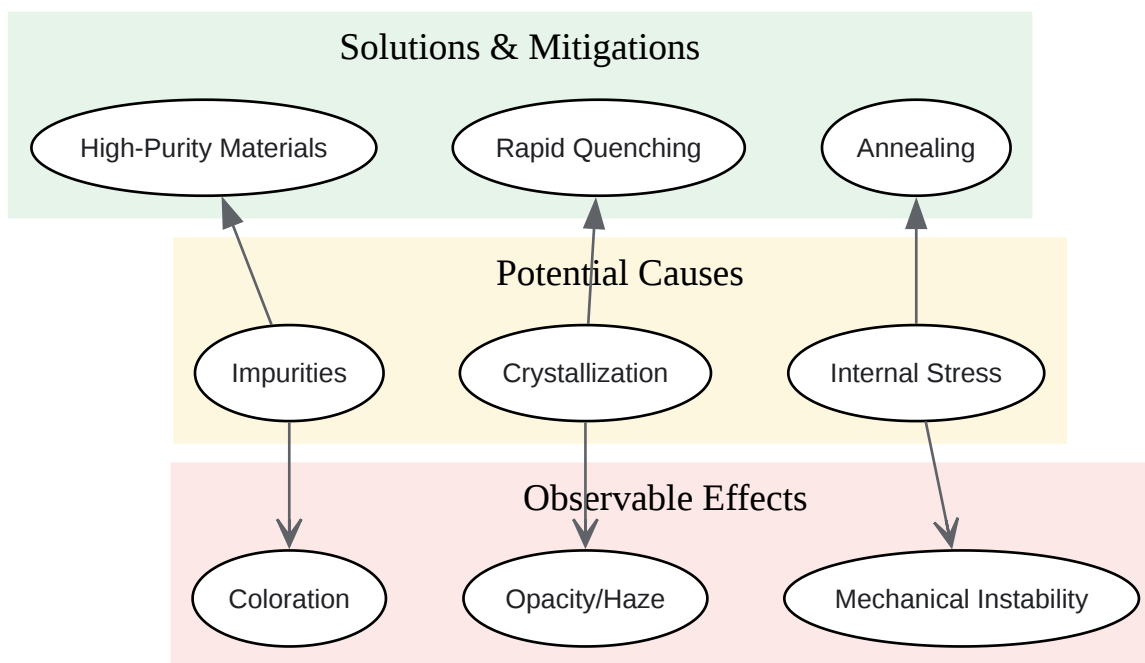 Solutions & Mitigations
High-Purity Materials
Rapid Quenching
Annealing
Potential Causes
Impurities
Crystallization
Internal Stress
Observable Effects
Coloration
Opacity/Haze
Mechanical Instability